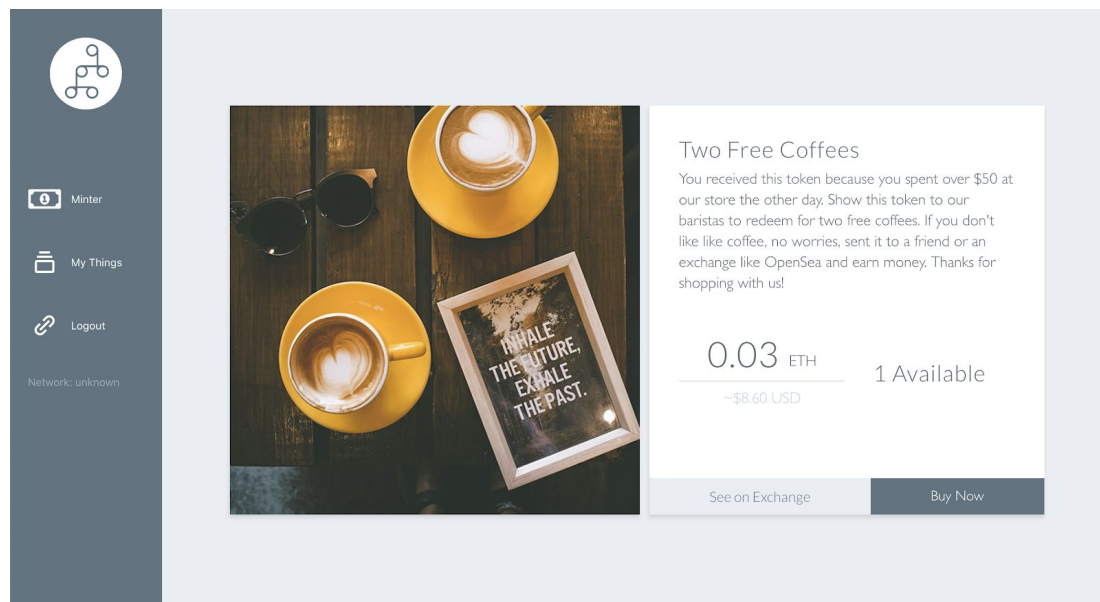 1
Minter
My Things
Logout
Network: unknown
INHALE
THE FUTURE,
EXHALE
THE PAST.
Two Free Coffees
You received this token because you spent over $50 at
our store the other day. Show this token to our
baristas to redeem for two free coffees. If you don't
like like coffee, no worries, sent it to a friend or an
exchange like OpenSea and earn money. Thanks for
shopping with us!
0.03 ETH
~$8.60 USD
1 Available
See on Exchange
Buy Now